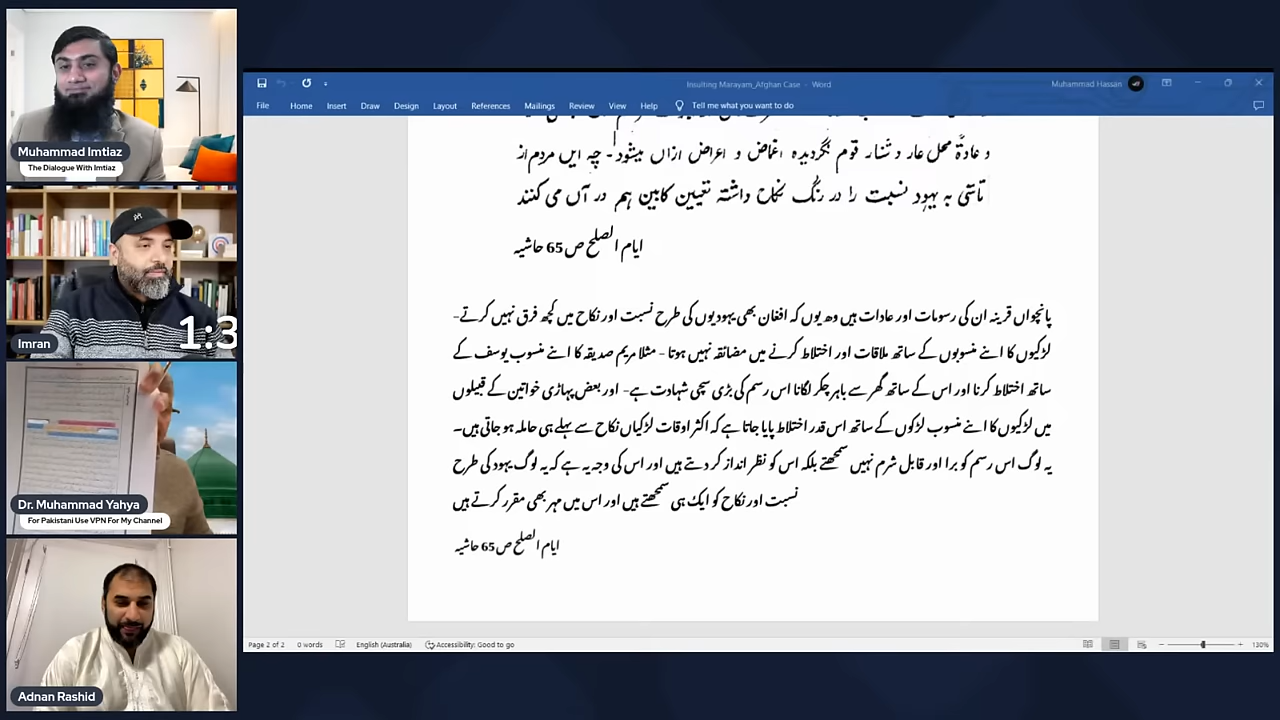 Muhammad Imtiaz
The Dialogue With Imtiaz
Imran
1:3
Dr. Muhammad Yahya
For Pakistani Use VPN For My Channel
Adnan Rashid
Insulting Marayam_Afghan Case - Word
Muhammad Hassan
File Home Insert Draw Design Layout References Mailings Review View Help Tell me what you want to do
و عادةً محل عار و شنار قوم نگردیدہ اغماض و اعراض ازاں میشود۔ چہ ایں مردم از
تاتی بہ یہود نسبت را در رنگ نکاح داشتہ تعیین کابین ہم در آں می کنند
ایام الصلح ص 65 حاشیہ
پانچواں قرینہ ان کی رسومات اور عادات ہیں وہ یوں کہ افغان بھی یہودیوں کی طرح نسبت اور نکاح میں کچھ فرق نہیں کرتے-
لڑکیوں کا اپنے منسوبوں کے ساتھ ملاقات اور اختلاط کرنے میں مضائقہ نہیں ہوتا - مثلا مریم صدیقہ کا اپنے منسوب یوسف کے
ساتھ اختلاط کرنا اور اس کے ساتھ گھر سے باہر چکر لگانا اس رسم کی بڑی سچی شہادت ہے- اور بعض پہاڑی خواتین کے قبیلوں
میں لڑکیوں کا اپنے منسوب لڑکوں کے ساتھ اس قدر اختلاط پایا جاتا ہے کہ اکثر اوقات لڑکیاں نکاح سے پہلے ہی حاملہ ہو جاتی ہیں۔
یہ لوگ اس رسم کو برا اور قابل شرم نہیں سمجھتے بلکہ اس کو نظر انداز کر دتے ہیں اور اس کی وجہ یہ ہے کہ یہ لوگ یہود کی طرح
نسبت اور نکاح کو ایک ہی سمجھتے ہیں اور اس میں مہر بھی مقرر کرتے ہیں
ایام الصلح ص 65 حاشیہ
Page 2 of 2 0 words English (Australia) Accessibility: Good to go 130%